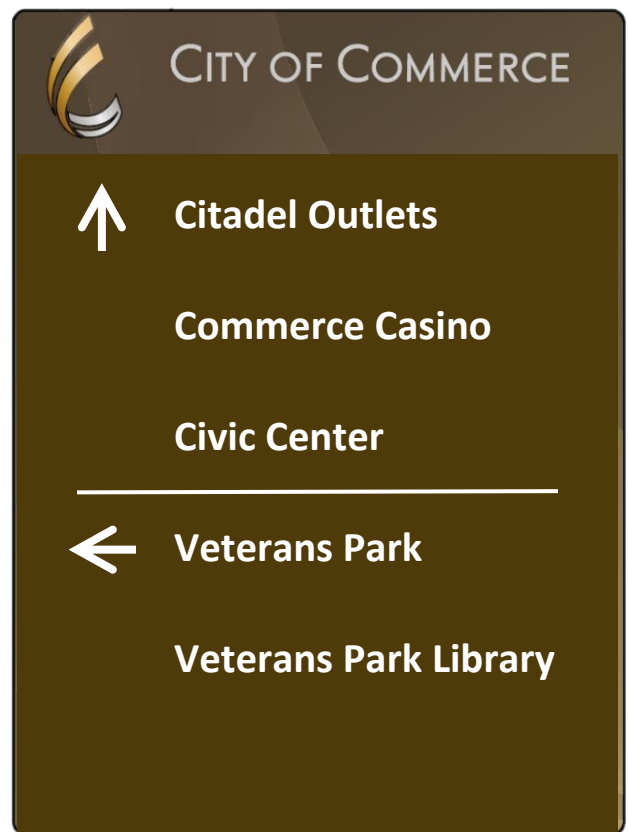 CITY OF COMMERCE
Citadel Outlets
Commerce Casino
Civic Center
Veterans Park
Veterans Park Library